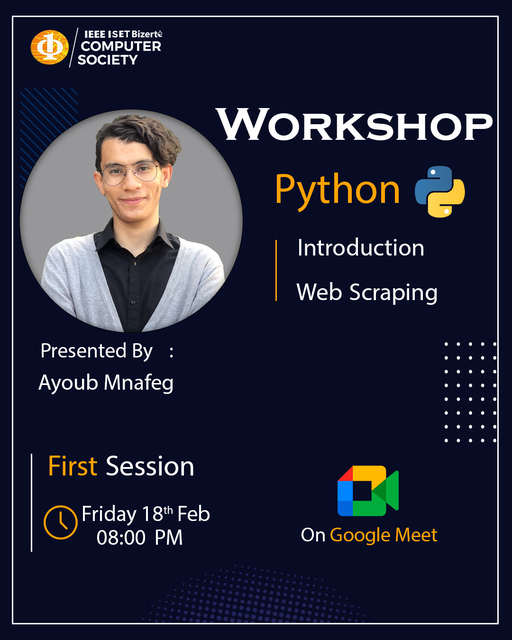 IEEE ISET Bizerte
COMPUTER
SOCIETY
WORKSHOP
Python
Introduction
Web Scraping
Presented By :
Ayoub Mnafeg
First Session
Friday 18th Feb
08:00 PM
On Google Meet